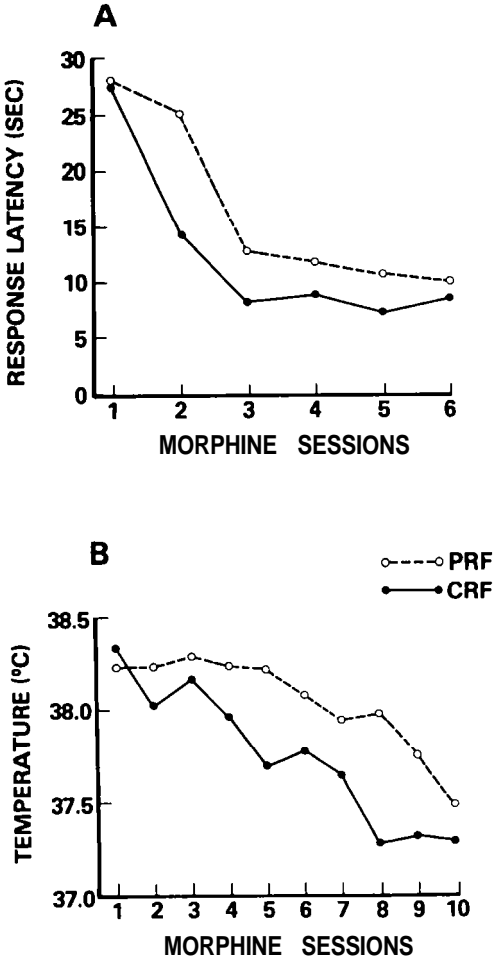 A
RESPONSE LATENCY (SEC)
30
25
20
15
10
5
0
1 2 3 4 5 6
MORPHINE SESSIONS
B
PRF
CRF
TEMPERATURE (ºC)
38.5
38.0
37.5
37.0
1 2 3 4 5 6 7 8 9 10
MORPHINE SESSIONS